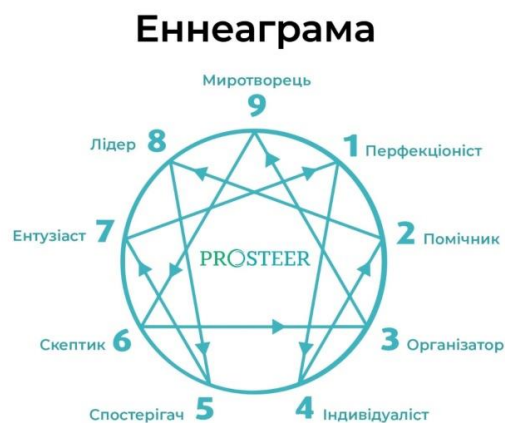 Еннеаграма
Миротворець
9
Лідер 8
1 Перфекціоніст
Ентузіаст 7
2 Помічник
PROSTEER
Скептик 6
3 Організатор
Спостерігач 5
4 Індивідуаліст